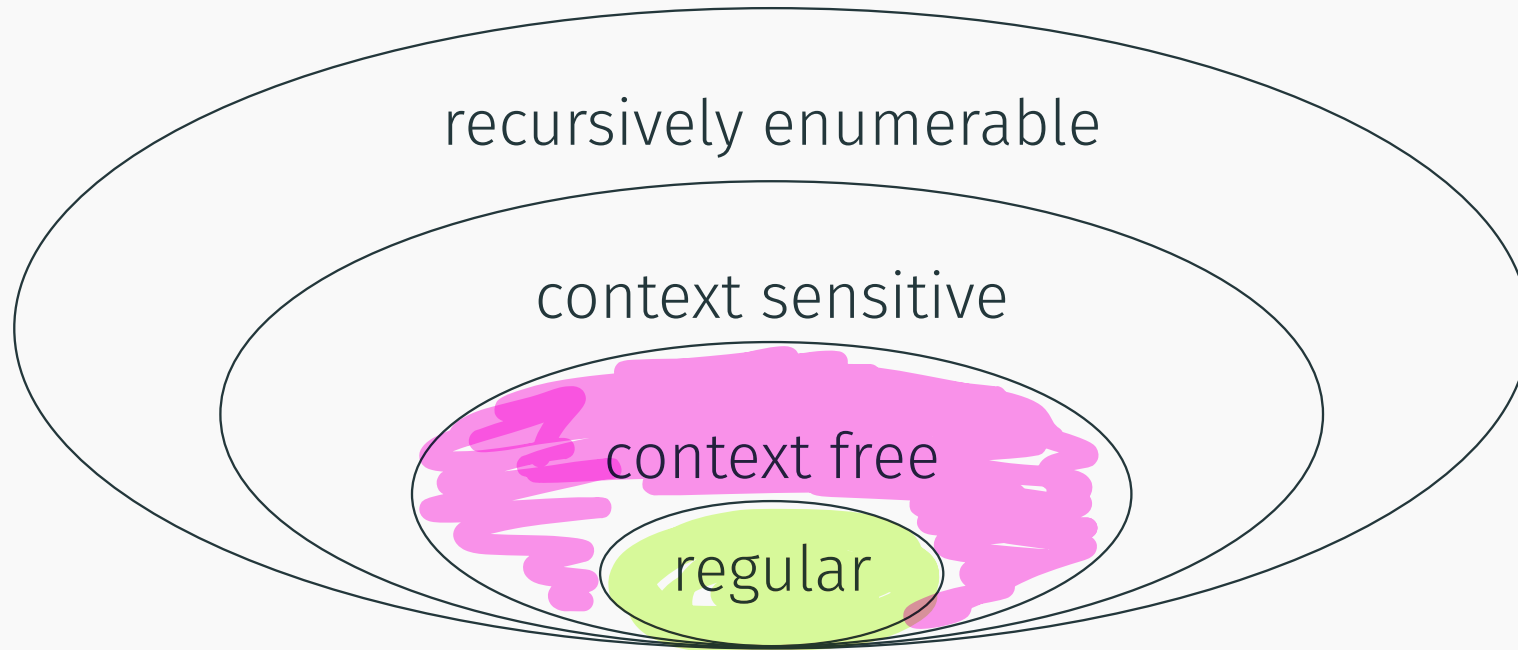 recursively enumerable
context sensitive
context free
regular